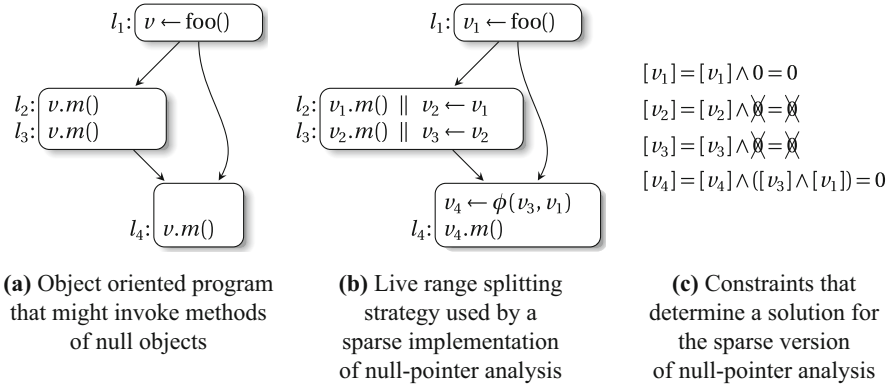 l₁: v ← foo()
l₂: v.m()
l₃: v.m()
l₄: v.m()
(a) Object oriented program
that might invoke methods
of null objects
l₁: v₁ ← foo()
l₂: v₁.m() || v₂ ← v₁
l₃: v₂.m() || v₃ ← v₂
v₄ ← ϕ(v₃, v₁)
l₄: v₄.m()
(b) Live range splitting
strategy used by a
sparse implementation
of null-pointer analysis
[v₁] = [v₁] ∧ 0 = 0
[v₂] = [v₂] ∧ 0̸ = 0̸
[v₃] = [v₃] ∧ 0̸ = 0̸
[v₄] = [v₄] ∧ ([v₃] ∧ [v₁]) = 0
(c) Constraints that
determine a solution for
the sparse version
of null-pointer analysis